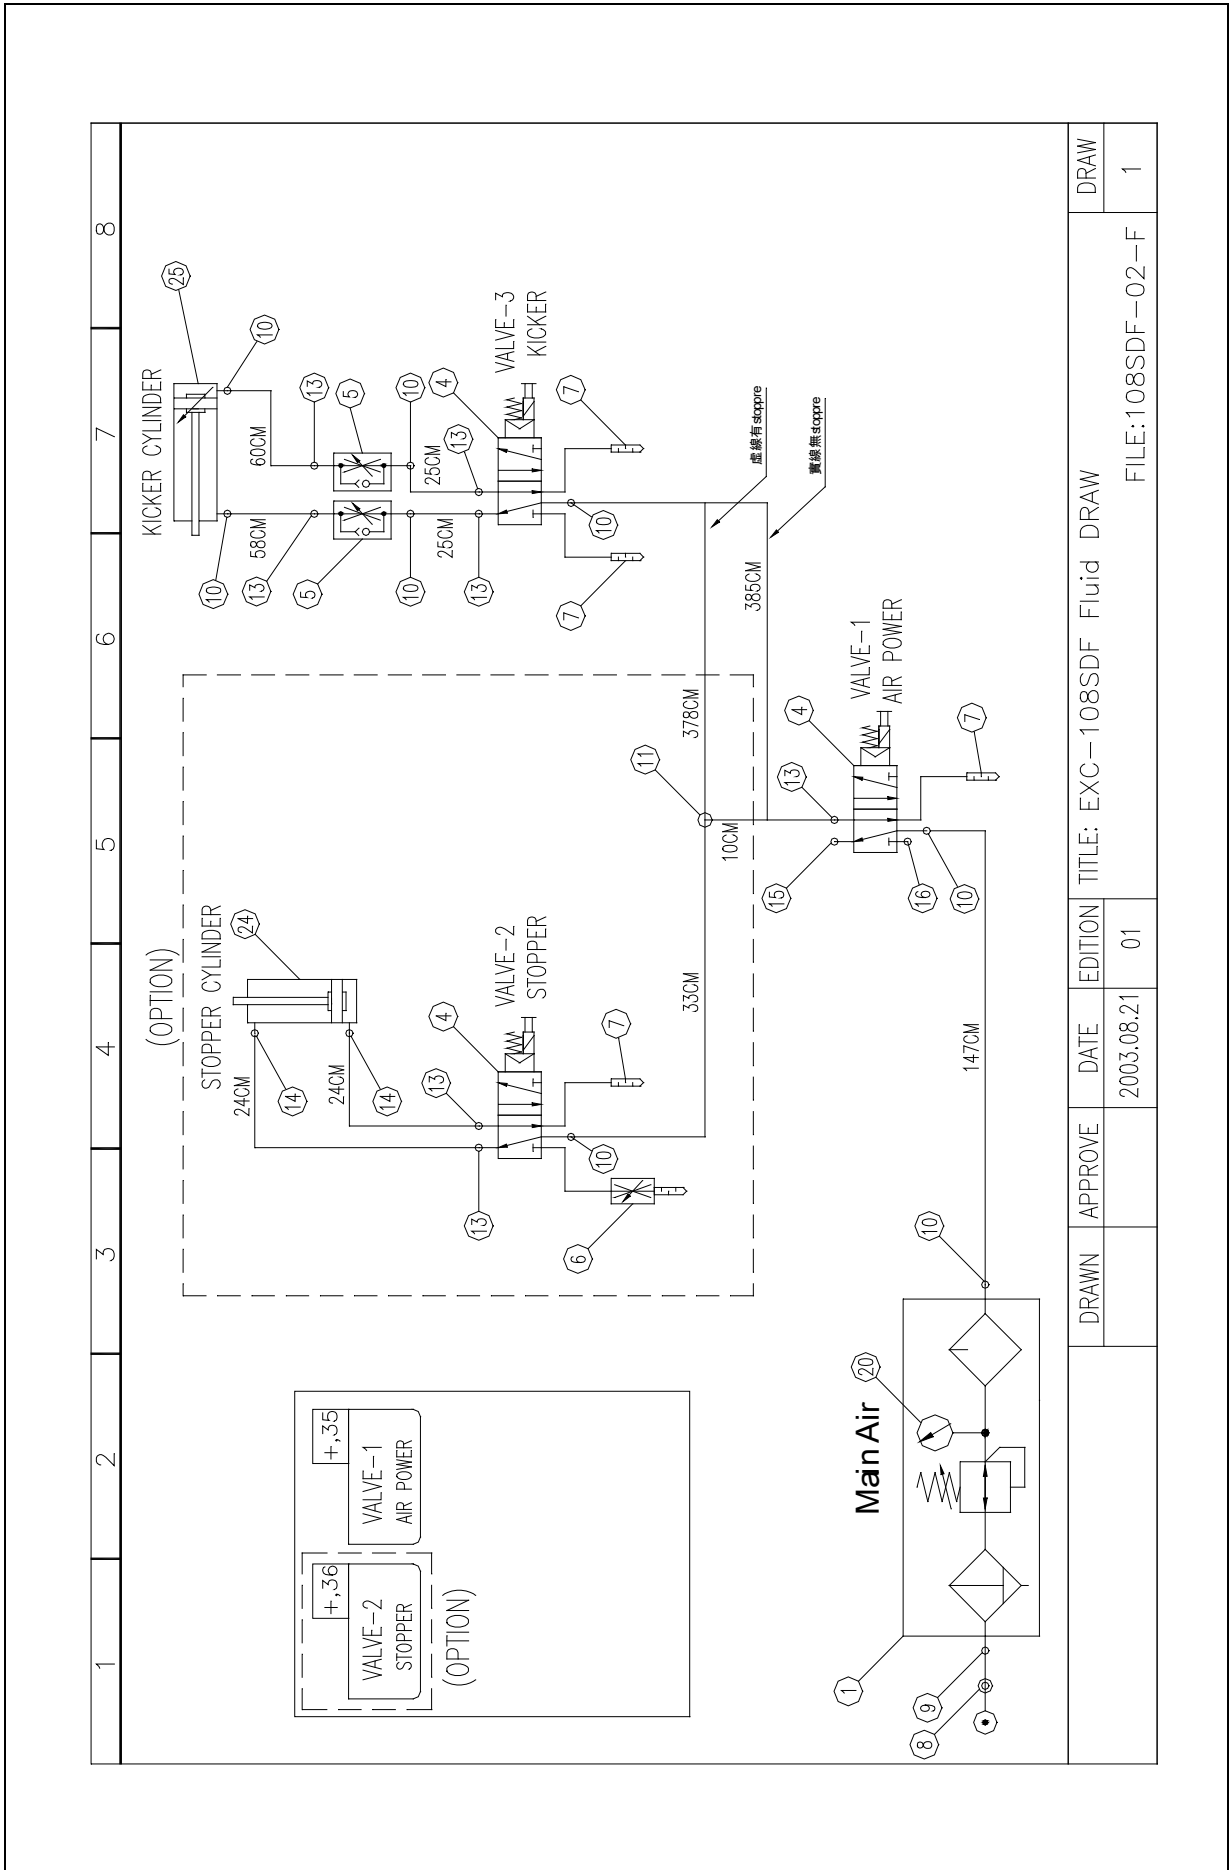 1
2
3
4
5
6
7
8
+,36
VALVE-2
STOPPER
(OPTION)
+,35
VALVE-1
AIR POWER
(OPTION)
STOPPER CYLINDER
24
24CM
14
24CM
14
13
13
4
VALVE-2
STOPPER
10
7
6
33CM
11
10CM
378CM
385CM
KICKER CYLINDER
25
10
10
58CM
60CM
13
13
5
5
10
10
25CM
25CM
13
13
4
VALVE-3
KICKER
10
7
7
虛線有stoppre
實線無stoppre
VALVE-1
AIR POWER
4
13
15
16
10
7
147CM
Main Air
20
10
1
9
8
DRAWN
APPROVE
DATE
2003.08.21
EDITION
01
TITLE: EXC-108SDF Fluid DRAW
FILE:108SDF-02-F
DRAW
1